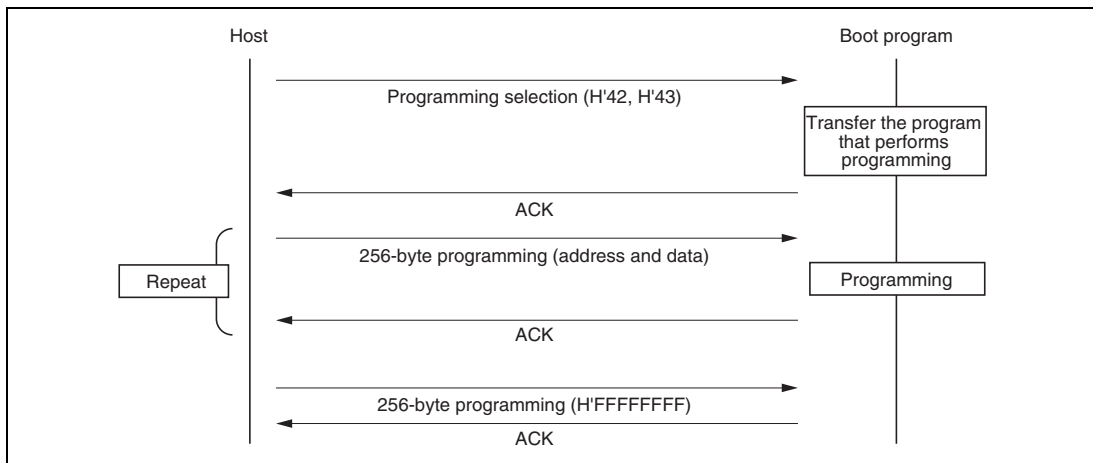 Host
Boot program
Programming selection (H'42, H'43)
Transfer the program
that performs
programming
ACK
256-byte programming (address and data)
Repeat
Programming
ACK
256-byte programming (H'FFFFFFFF)
ACK